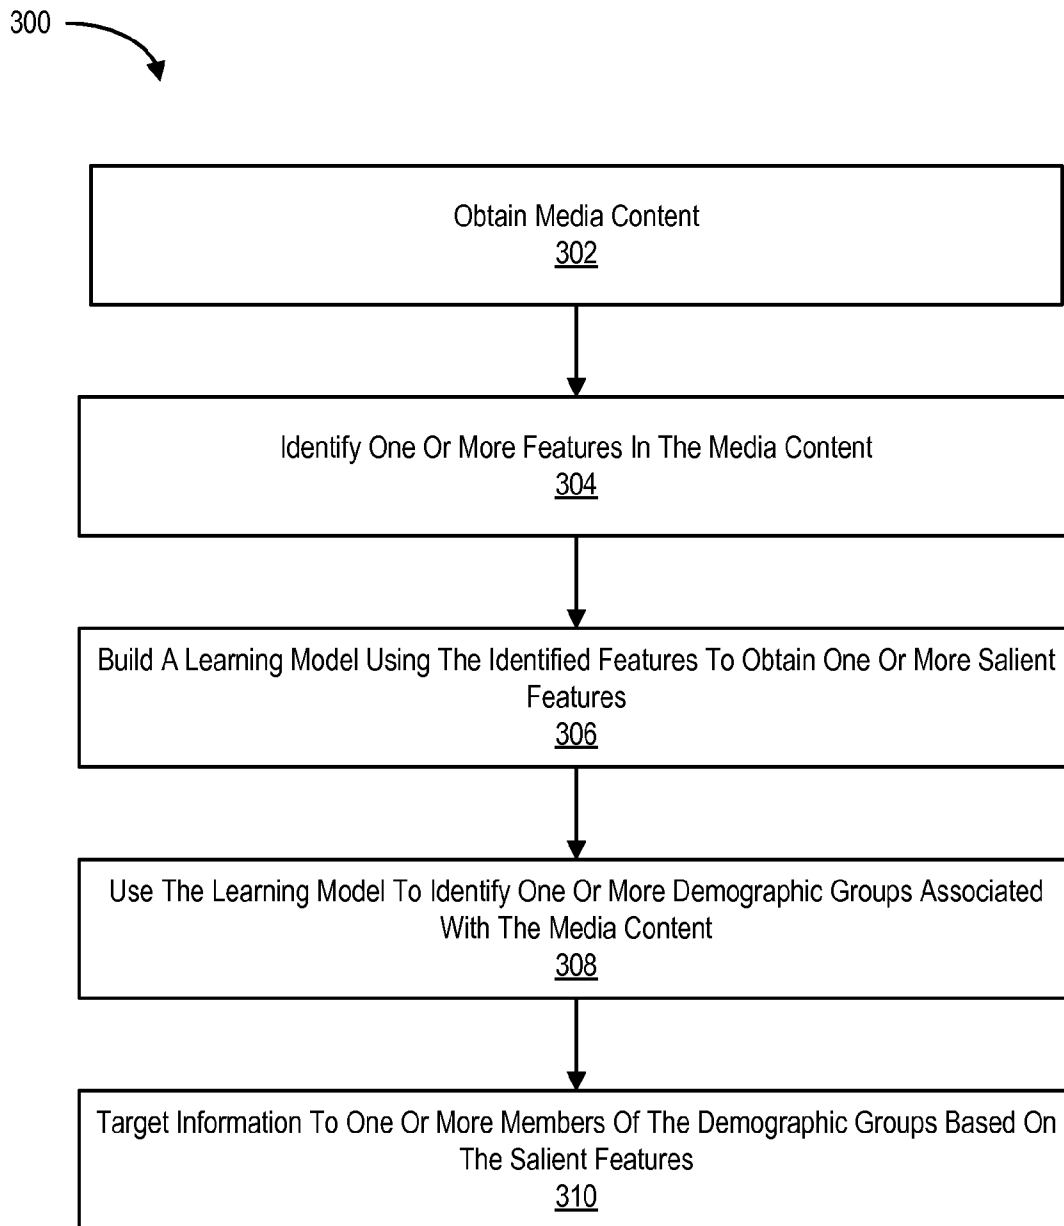 300
Obtain Media Content
302
Identify One Or More Features In The Media Content
304
Build A Learning Model Using The Identified Features To Obtain One Or More Salient
Features
306
Use The Learning Model To Identify One Or More Demographic Groups Associated
With The Media Content
308
Target Information To One Or More Members Of The Demographic Groups Based On
The Salient Features
310